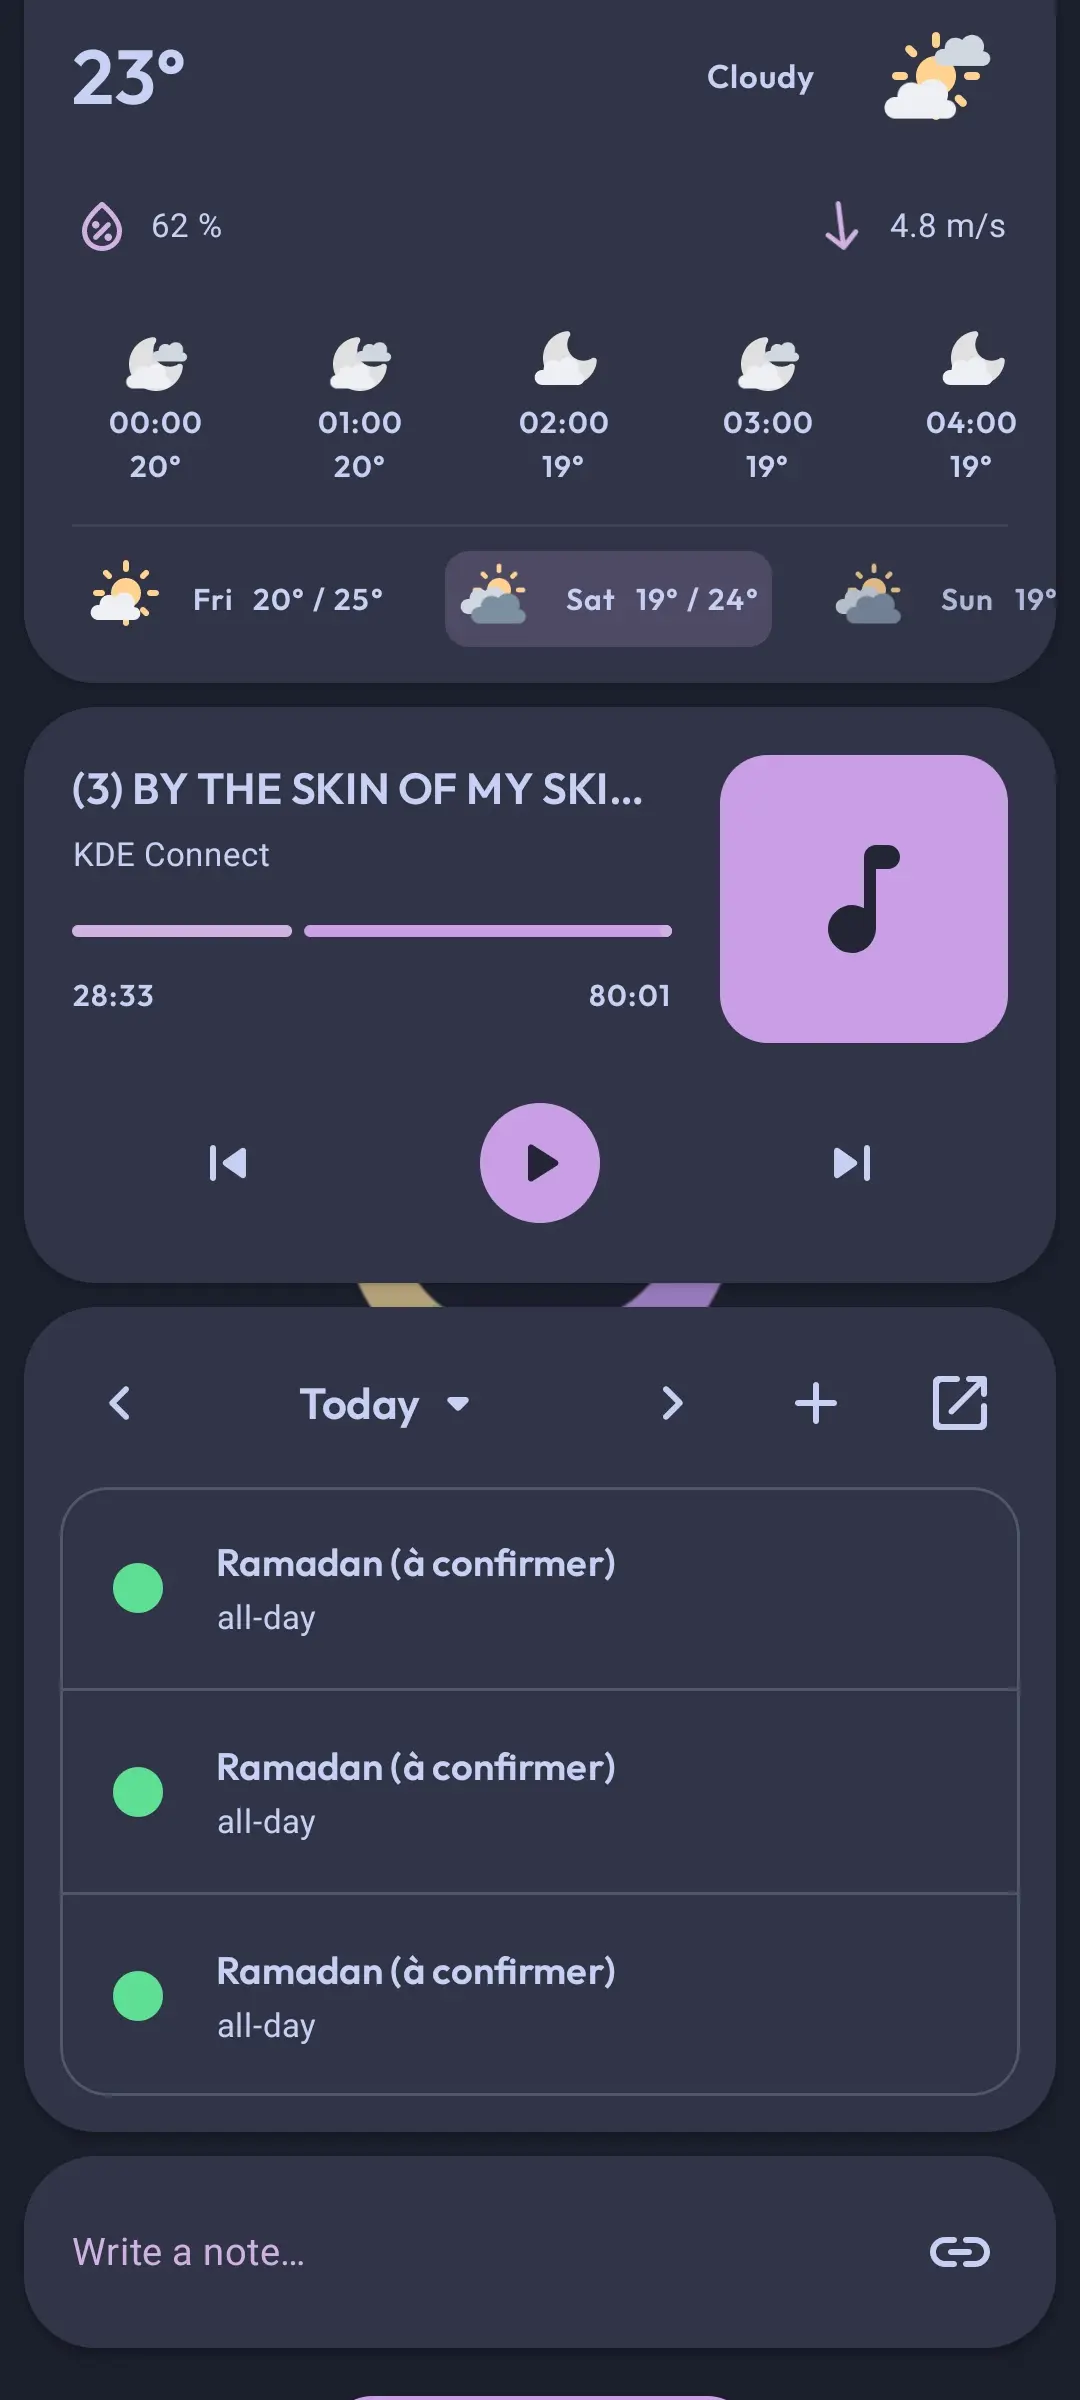 23°
Cloudy
62 %
4.8 m/s
00:00 01:00 02:00 03:00 04:00
20° 20° 19° 19° 19°
Fri 20° / 25° Sat 19° / 24° Sun 19°
(3) BY THE SKIN OF MY SKI...
KDE Connect
28:33 80:01
Today
Ramadan (à confirmer)
all-day
Ramadan (à confirmer)
all-day
Ramadan (à confirmer)
all-day
Write a note...